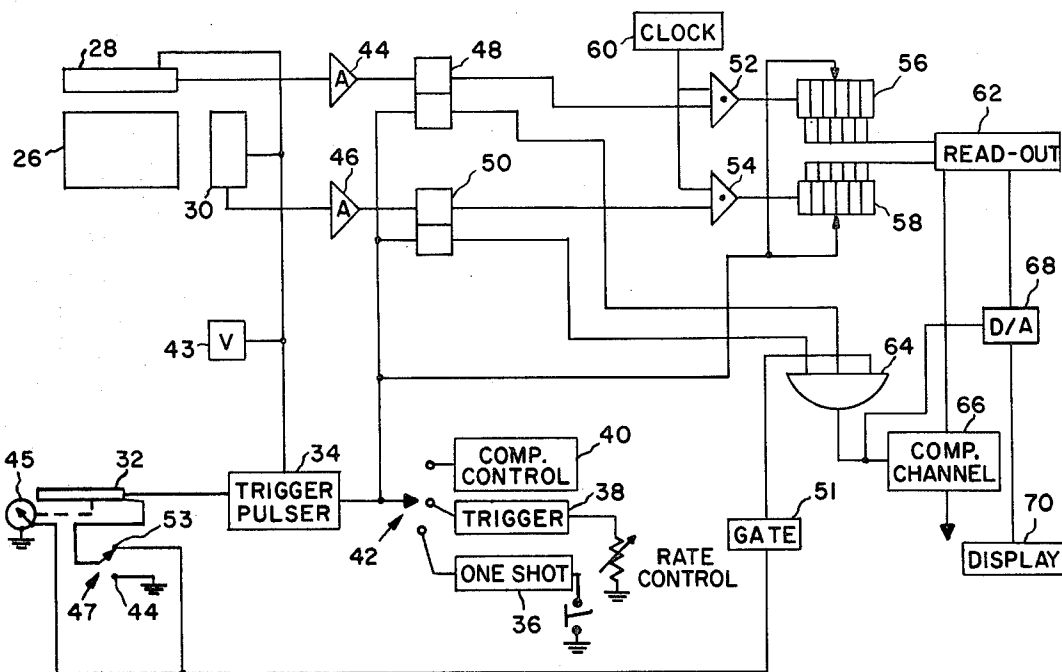 CLOCK
60
28
44
48
52
56
A
62
26
30
46
50
54
READ-OUT
A
58
68
D/A
43
V
64
66
45
32
34
40
COMP. CONTROL
COMP. CHANNEL
TRIGGER PULSER
38
51
53
42
TRIGGER
GATE
70
47
44
ONE SHOT
RATE CONTROL
DISPLAY
36